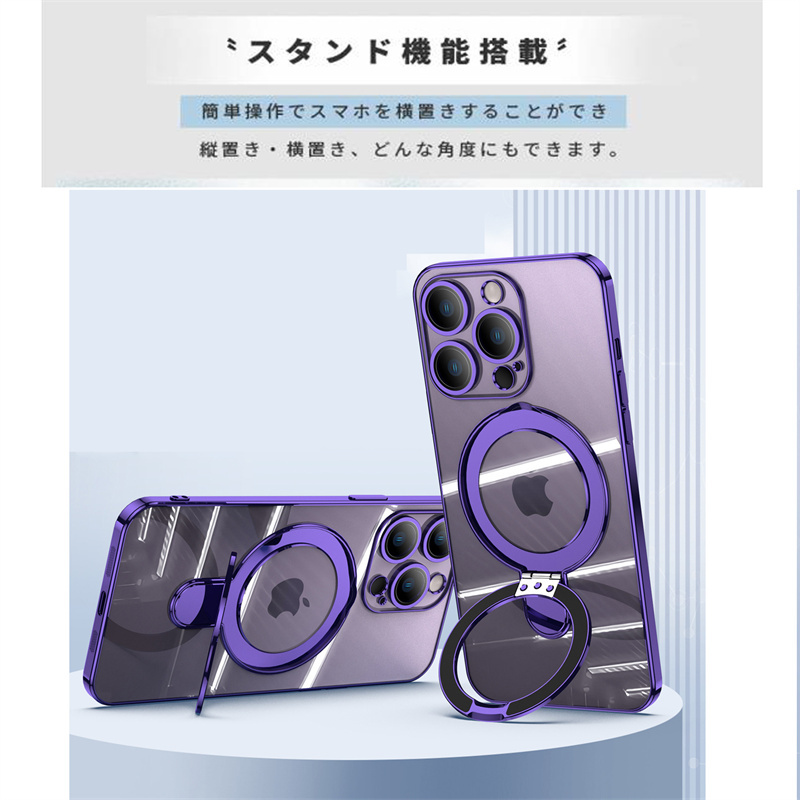 〝スタンド機能搭載〞
簡単操作でスマホを横置きすることができ
縦置き・横置き、どんな角度にもできます。